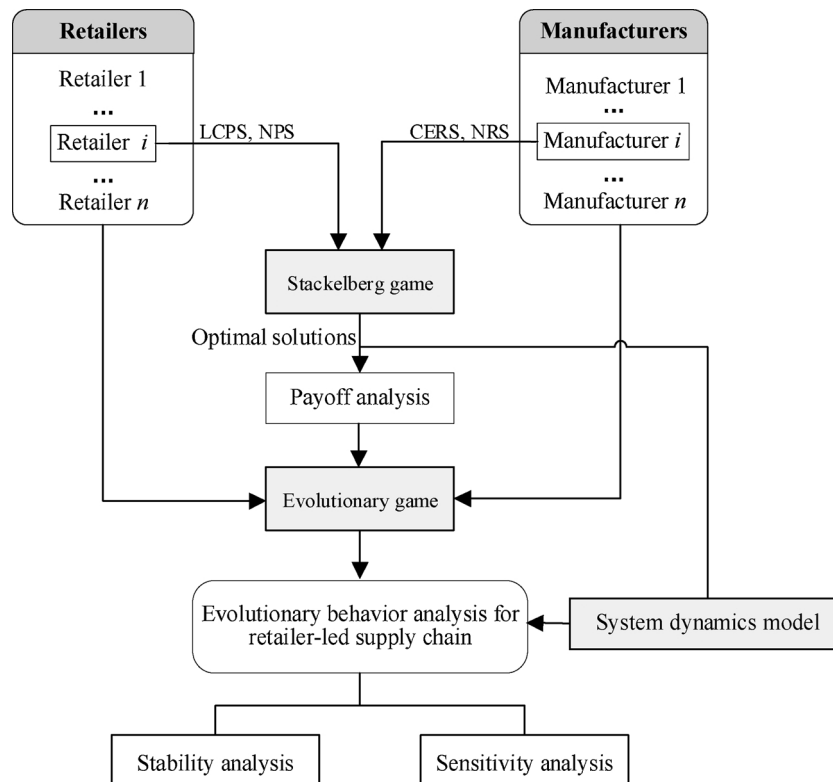 Retailers
Retailer 1
...
Retailer i
...
Retailer n
LCPS, NPS
Manufacturers
Manufacturer 1
...
Manufacturer i
...
Manufacturer n
CERS, NRS
Stackelberg game
Optimal solutions
Payoff analysis
Evolutionary game
Evolutionary behavior analysis for
retailer-led supply chain
System dynamics model
Stability analysis
Sensitivity analysis